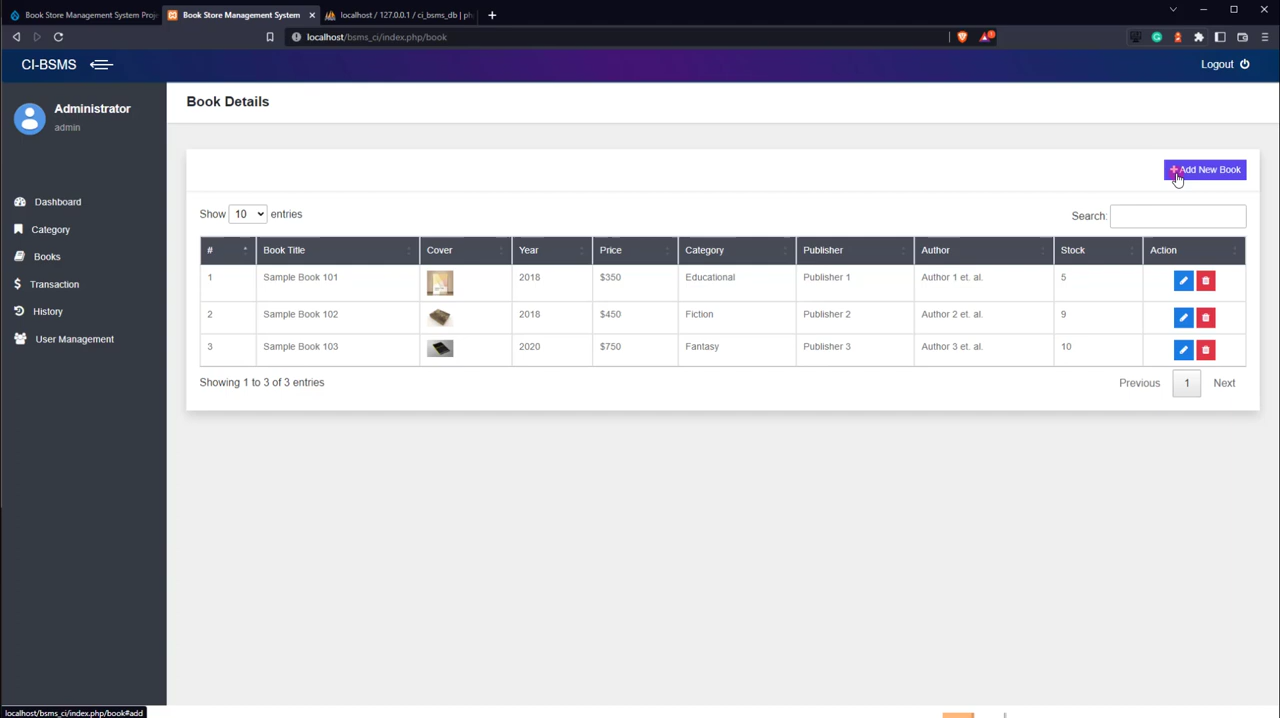 Book Store Management System Proj
Book Store Management System
localhost / 127.0.0.1 / ci_bsms_db | ph
localhost/bsms_ci/index.php/book
CI-BSMS
Logout
Administrator
admin
Dashboard
Category
Books
Transaction
History
User Management
Book Details
Add New Book
Show 10 entries
Search:
# Book Title Cover Year Price Category Publisher Author Stock Action
1 Sample Book 101 2018 $350 Educational Publisher 1 Author 1 et. al. 5
2 Sample Book 102 2018 $450 Fiction Publisher 2 Author 2 et. al. 9
3 Sample Book 103 2020 $750 Fantasy Publisher 3 Author 3 et. al. 10
Showing 1 to 3 of 3 entries
Previous 1 Next
localhost/bsms_ci/index.php/book#add